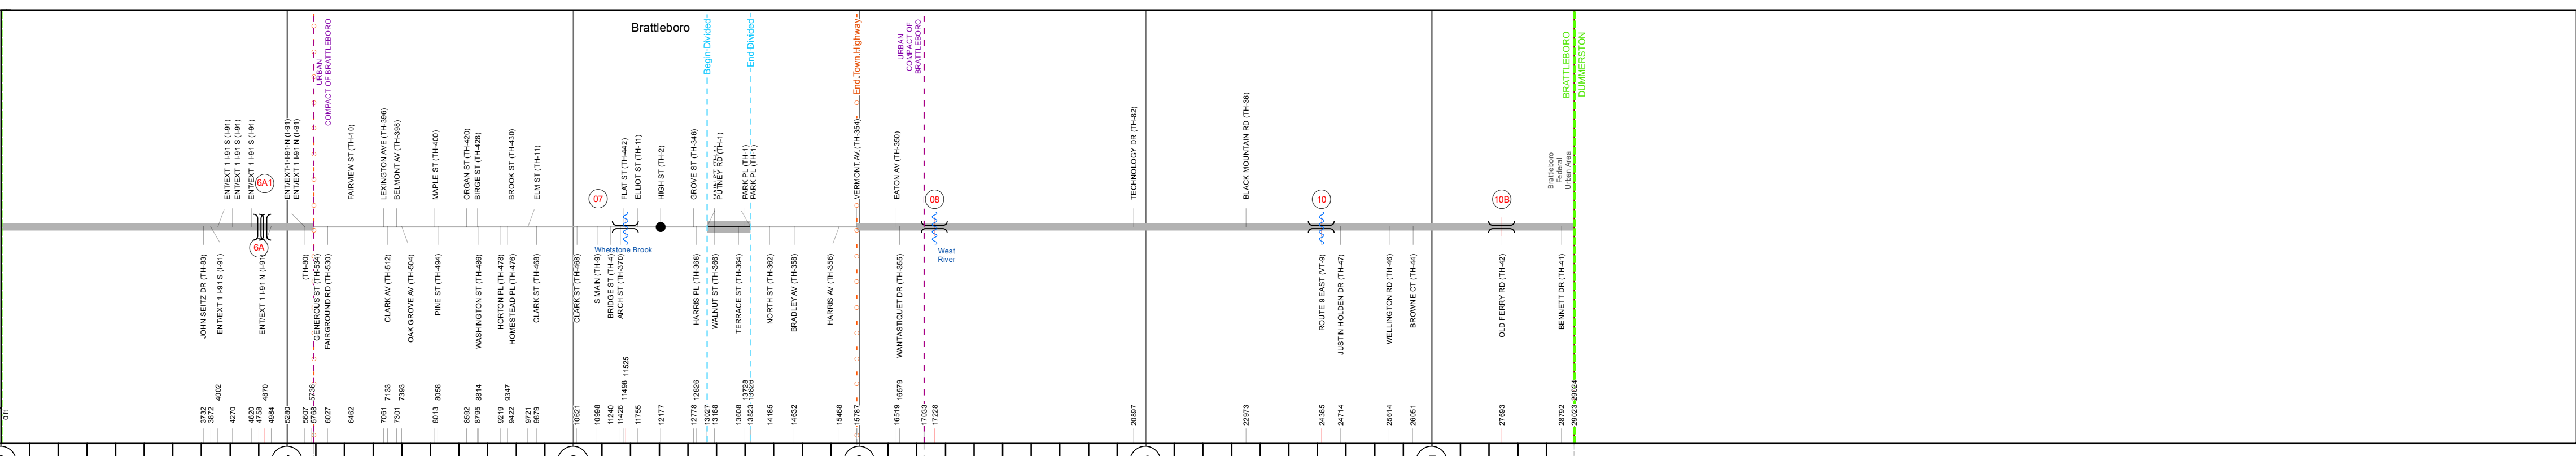 Brattleboro
URBAN
COMPACT OF BRATTLEBORO
Begin Divided
End Divided
End Town Highway
URBAN
COMPACT OF
BRATTLEBORO
BRATTLEBORO
DUMMERSTON
ENT/EXT 1 I-91 S (I-91)
ENT/EXT 1 I-91 S (I-91)
ENT/EXT 1 I-91 S (I-91)
6A1
ENT/EXT 1 I-91 N (I-91)
ENT/EXT 1 I-91 N (I-91)
FAIRVIEW ST (TH-10)
LEXINGTON AVE (TH-396)
BELMONT AV (TH-398)
MAPLE ST (TH-400)
ORGAN ST (TH-420)
BIRGE ST (TH-428)
BROOK ST (TH-430)
ELM ST (TH-11)
07
FLAT ST (TH-442)
ELLIOT ST (TH-11)
HIGH ST (TH-2)
GROVE ST (TH-346)
PUTNEY RD (TH-1)
PARK PL (TH-1)
PARK PL (TH-1)
VERMONT AV (TH-354)
EATON AV (TH-350)
08
TECHNOLOGY DR (TH-82)
BLACK MOUNTAIN RD (TH-36)
10
10B
Brattleboro
Federal
Urban Area
6A
Whetstone Brook
West
River
JOHN SEITZ DR (TH-83)
ENT/EXT 1 I-91 S (I-91)
ENT/EXT 1 I-91 N (I-91)
(TH-80)
GENEROUS ST (TH-534)
FAIRGROUND RD (TH-530)
CLARK AV (TH-512)
OAK GROVE AV (TH-504)
PINE ST (TH-494)
WASHINGTON ST (TH-486)
HORTON PL (TH-478)
HOMESTEAD PL (TH-476)
CLARK ST (TH-468)
CLARK ST (TH-468)
S MAIN (TH-9)
BRIDGE ST (TH-4)
ARCH ST (TH-370)
HARRIS PL (TH-368)
WALNUT ST (TH-366)
TERRACE ST (TH-364)
NORTH ST (TH-362)
BRADLEY AV (TH-358)
HARRIS AV (TH-356)
WANTASTIQUET DR (TH-355)
ROUTE 9 EAST (VT-9)
JUSTIN HOLDEN DR (TH-47)
WELLINGTON RD (TH-46)
BROWNE CT (TH-44)
OLD FERRY RD (TH-42)
BENNETT DR (TH-41)
0 ft
3732
3872
4002
4270
4620
4758
4870
4984
5280
5607
5768
5736
6027
6462
7061
7133
7301
7393
8013
8058
8592
8795
8814
9219
9347
9422
9721
9879
10621
10998
11240
11426
11498
11525
11755
12177
12778
12826
13027
13168
13608
13728
13823
13826
14185
14632
15468
15787
16519
16579
17033
17228
20897
22973
24365
24714
25614
26051
27693
28792
29023
29024